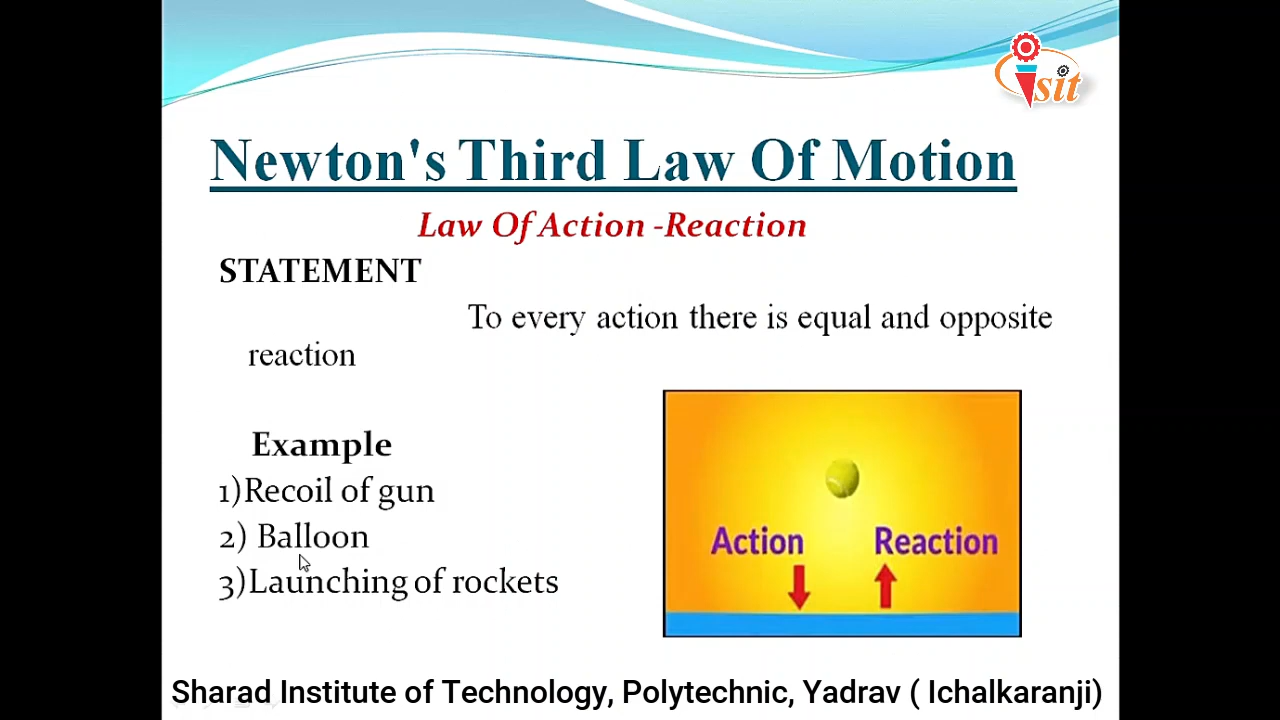 sit
Newton's Third Law Of Motion
Law Of Action -Reaction
STATEMENT
To every action there is equal and opposite
reaction
Example
1)Recoil of gun
2) Balloon
3)Launching of rockets
Action Reaction
Sharad Institute of Technology, Polytechnic, Yadrav ( Ichalkaranji)